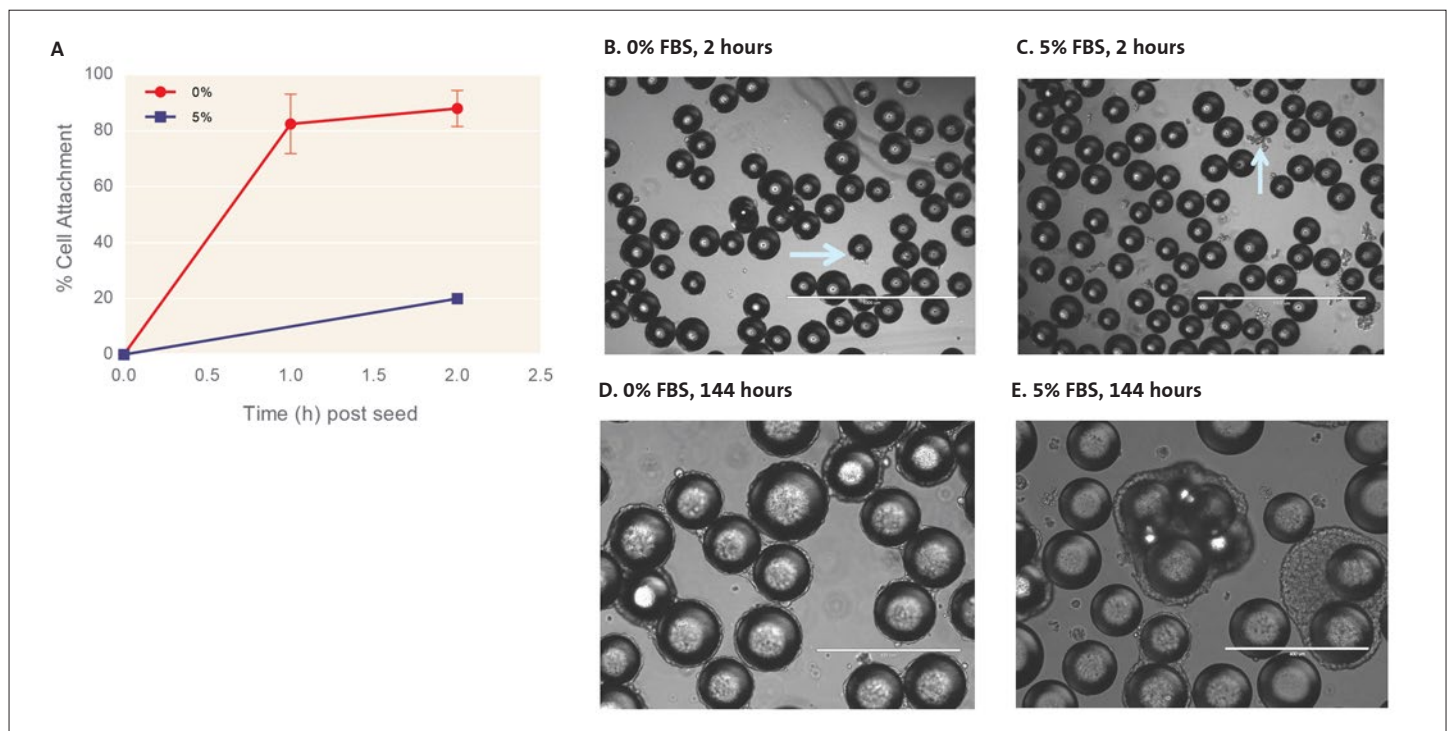 A
100
80
60
40
20
0
0%
5%
% Cell Attachment
0.0 0.5 1.0 1.5 2.0 2.5
Time (h) post seed
B. 0% FBS, 2 hours
C. 5% FBS, 2 hours
D. 0% FBS, 144 hours
E. 5% FBS, 144 hours